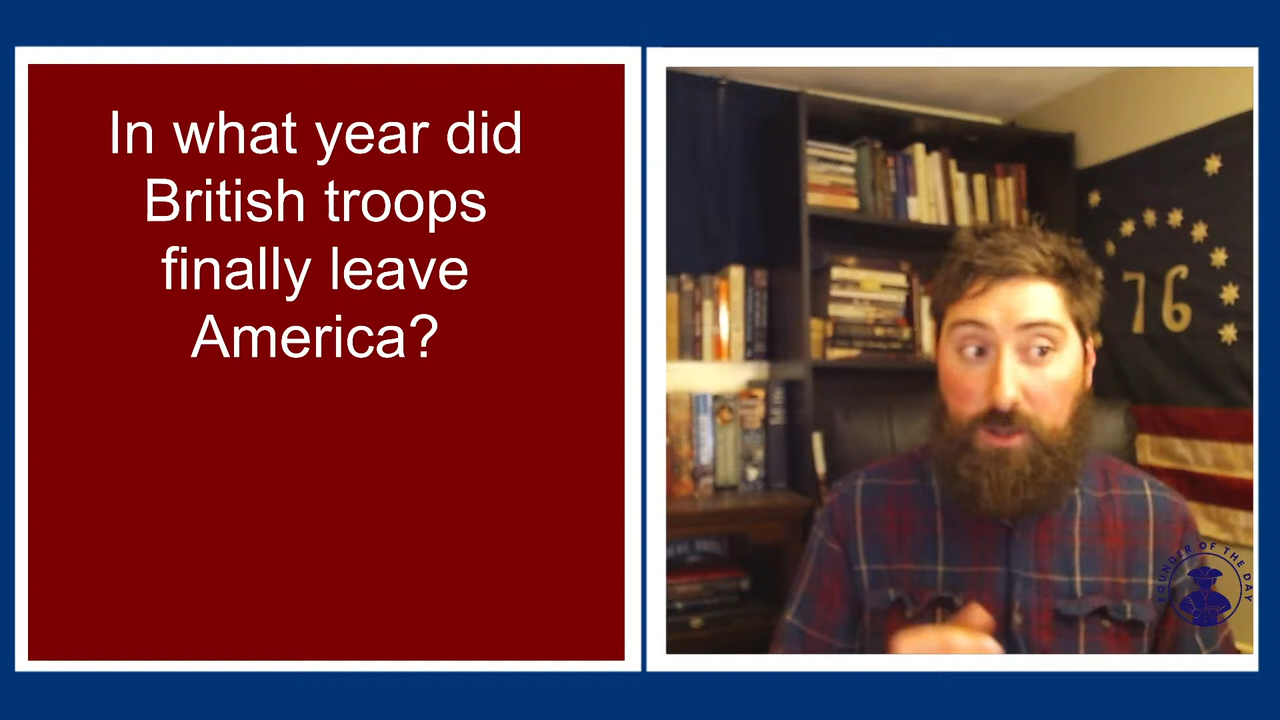 In what year did
British troops
finally leave
America?
76
FOUNDER OF THE DAY